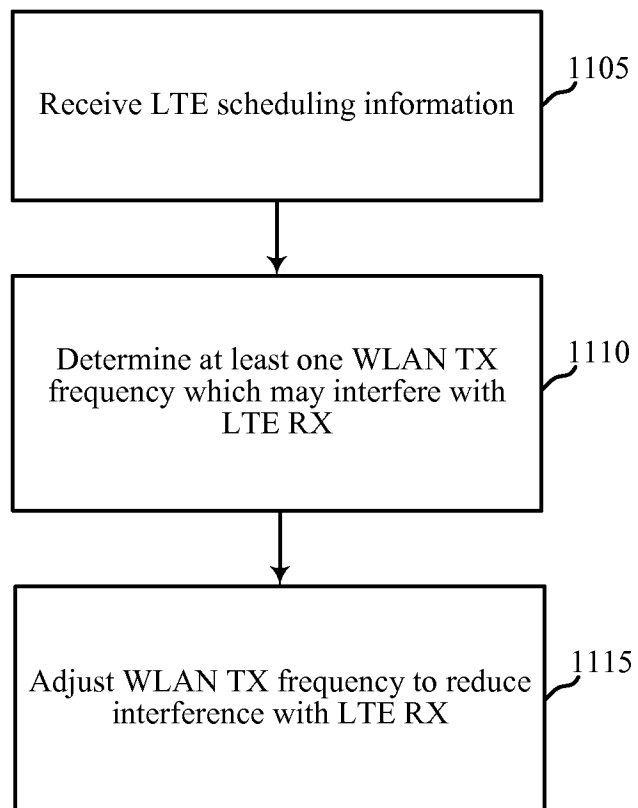 1105
Receive LTE scheduling information
1110
Determine at least one WLAN TX
frequency which may interfere with
LTE RX
1115
Adjust WLAN TX frequency to reduce
interference with LTE RX